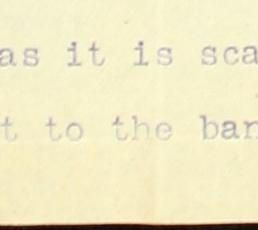 as it is sca
t to the ban